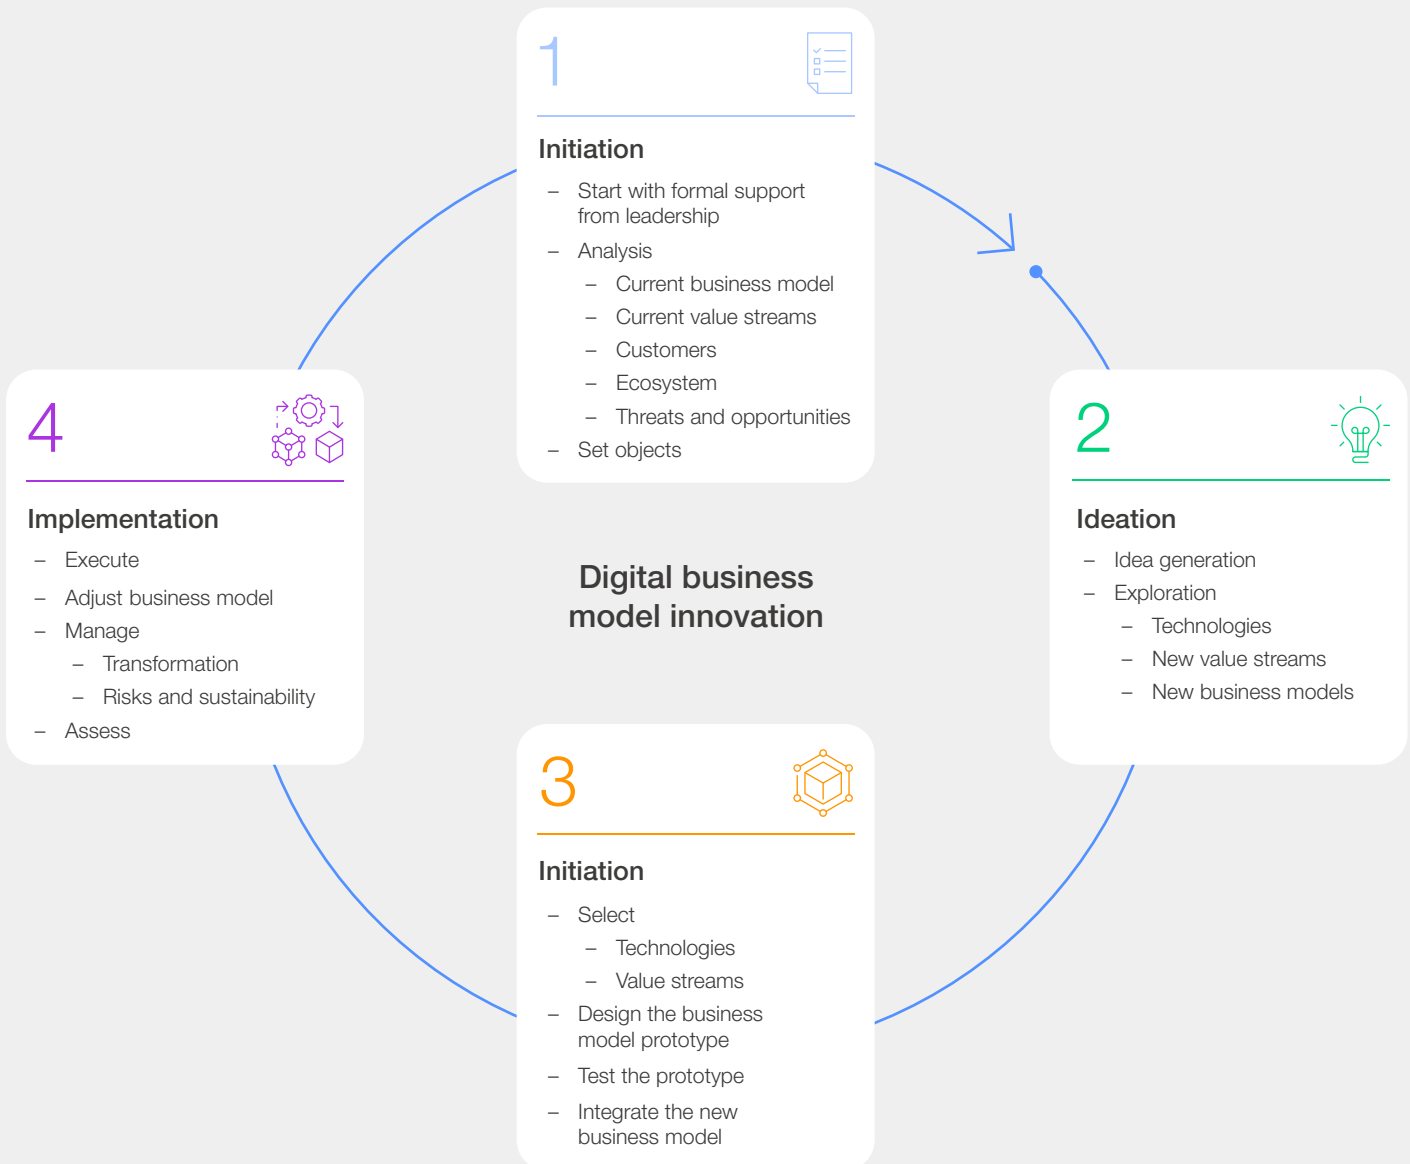 1
Initiation
– Start with formal support
from leadership
– Analysis
– Current business model
– Current value streams
– Customers
– Ecosystem
– Threats and opportunities
– Set objects
2
Ideation
– Idea generation
– Exploration
– Technologies
– New value streams
– New business models
Digital business
model innovation
3
Initiation
– Select
– Technologies
– Value streams
– Design the business
model prototype
– Test the prototype
– Integrate the new
business model
4
Implementation
– Execute
– Adjust business model
– Manage
– Transformation
– Risks and sustainability
– Assess